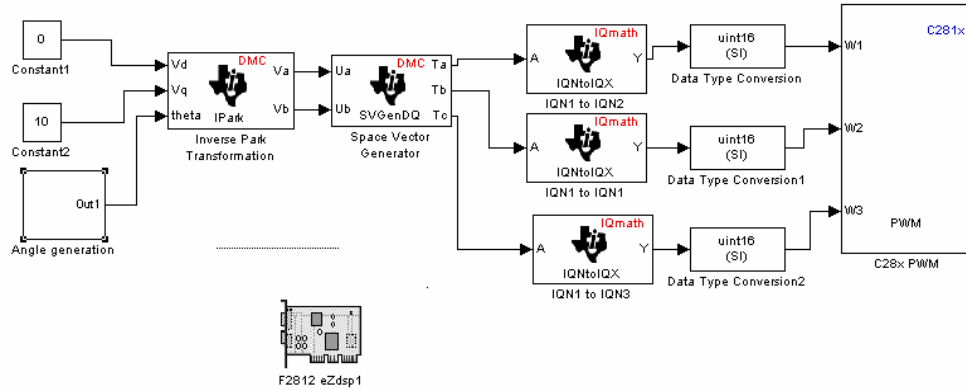 0
Constant1
10
Constant2
Out1
Angle generation
DMC
Vd
Vq
theta
Va
Vb
IPark
Inverse Park
Transformation
DMC
Ua
Ub
Ta
Tb
Tc
SVGenDQ
Space Vector
Generator
IQmath
A
Y
IQNtoIQX
IQN1 to IQN2
IQmath
A
Y
IQNtoIQX
IQN1 to IQN1
IQmath
A
Y
IQNtoIQX
IQN1 to IQN3
uint16
(SI)
Data Type Conversion
uint16
(SI)
Data Type Conversion1
uint16
(SI)
Data Type Conversion2
C281x
W1
W2
W3
PWM
C28x PWM
F2812 eZdsp1